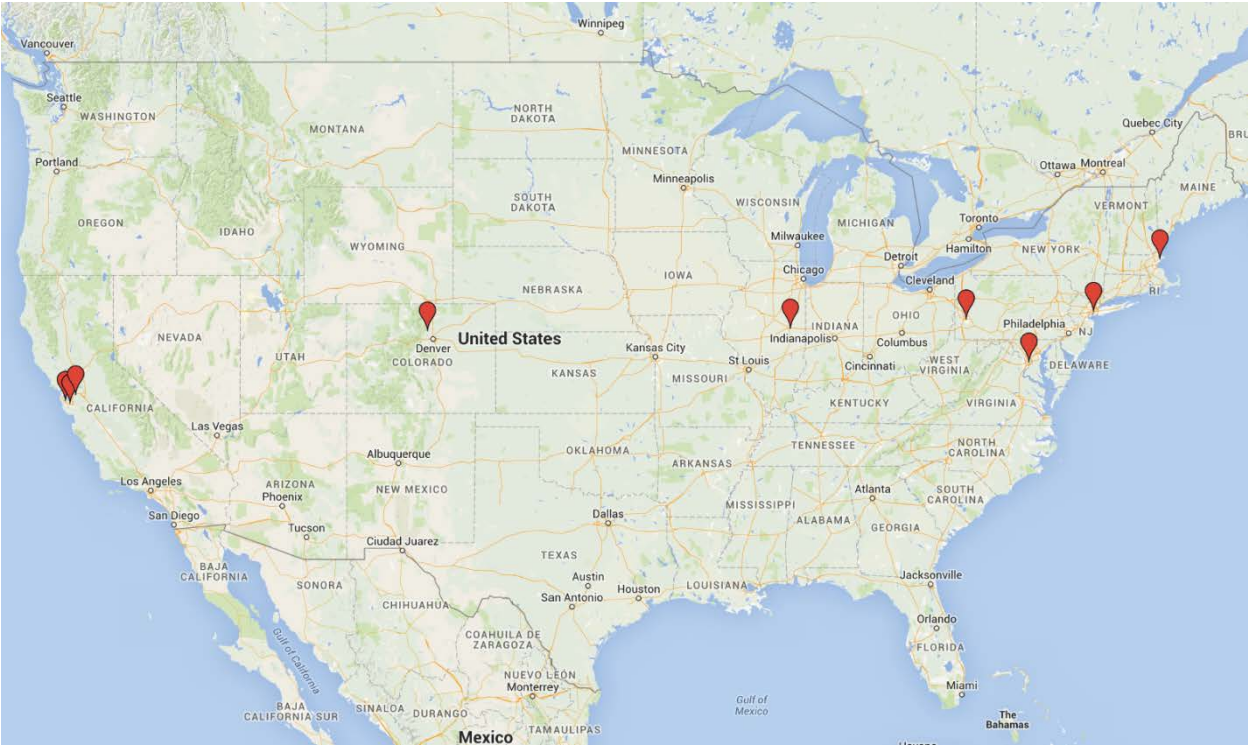 Winnipeg
Vancouver
Seattle
WASHINGTON
NORTH
DAKOTA
MONTANA
Quebec City
BRU
MINNESOTA
Portland
Ottawa
Montreal
Minneapolis
MAINE
SOUTH
DAKOTA
WISCONSIN
VERMONT
OREGON
IDAHO
MICHIGAN
Toronto
WYOMING
Milwaukee
Hamilton
NEW YORK
Detroit
Chicago
IOWA
Cleveland
NEBRASKA
RI
OHIO
NEVADA
United States
INDIANA
Philadelphia
NJ
Indianapolis
Columbus
Denver
COLORADO
UTAH
Kansas City
St Louis
Cincinnati
WEST
VIRGINIA
DELAWARE
KANSAS
MISSOURI
CALIFORNIA
KENTUCKY
VIRGINIA
Las Vegas
TENNESSEE
NORTH
CAROLINA
OKLAHOMA
Albuquerque
ARKANSAS
Los Angeles
ARIZONA
Phoenix
NEW MEXICO
Atlanta
SOUTH
CAROLINA
MISSISSIPPI
San Diego
Dallas
ALABAMA
GEORGIA
Tucson
Ciudad Juarez
TEXAS
BAJA
CALIFORNIA
SONORA
Austin
Houston
LOUISIANA
Jacksonville
San Antonio
CHIHUAHUA
Orlando
COAHUILA DE
ZARAGOZA
FLORIDA
Gulf of California
NUEVO LEÓN
Monterrey
Miami
BAJA
CALIFORNIA SUR
SINALOA
DURANGO
Gulf of
Mexico
The
Bahamas
TAMAULIPAS
Mexico